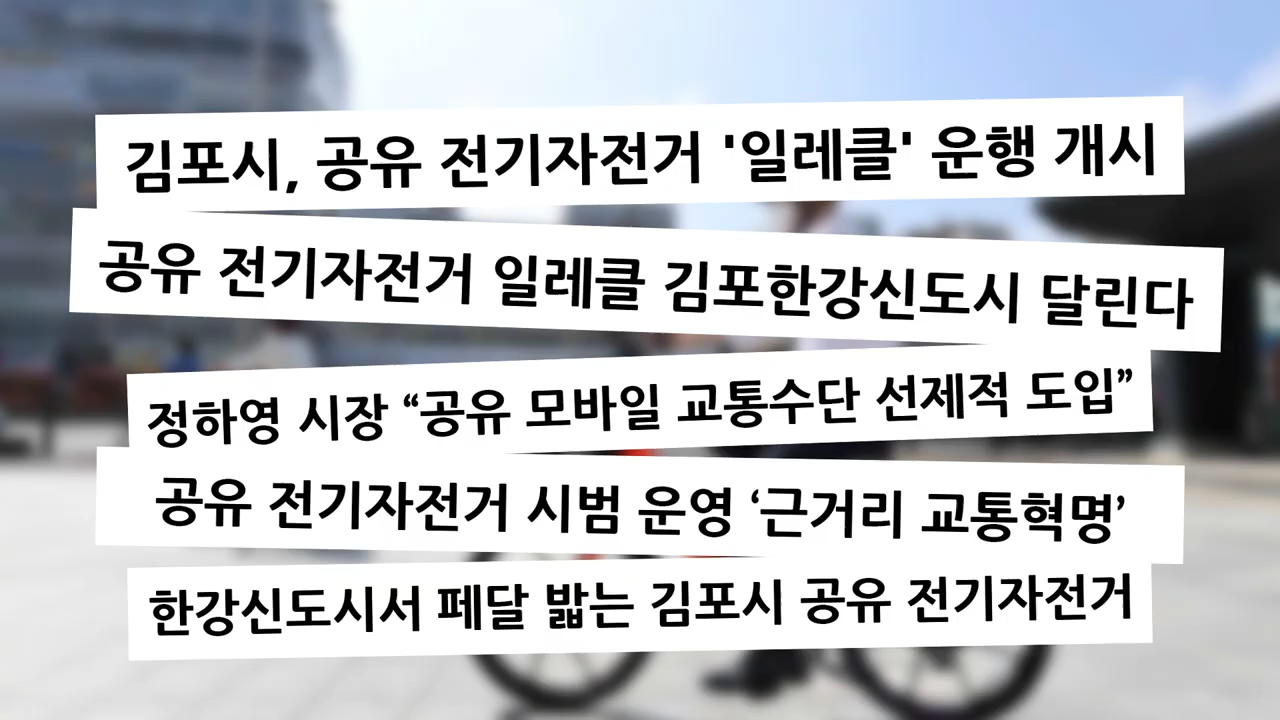 김포시, 공유 전기자전거 '일레클' 운행 개시
공유 전기자전거 일레클 김포한강신도시 달린다
정하영 시장 “공유 모바일 교통수단 선제적 도입”
공유 전기자전거 시범 운영 ‘근거리 교통혁명’
한강신도시서 페달 밟는 김포시 공유 전기자전거